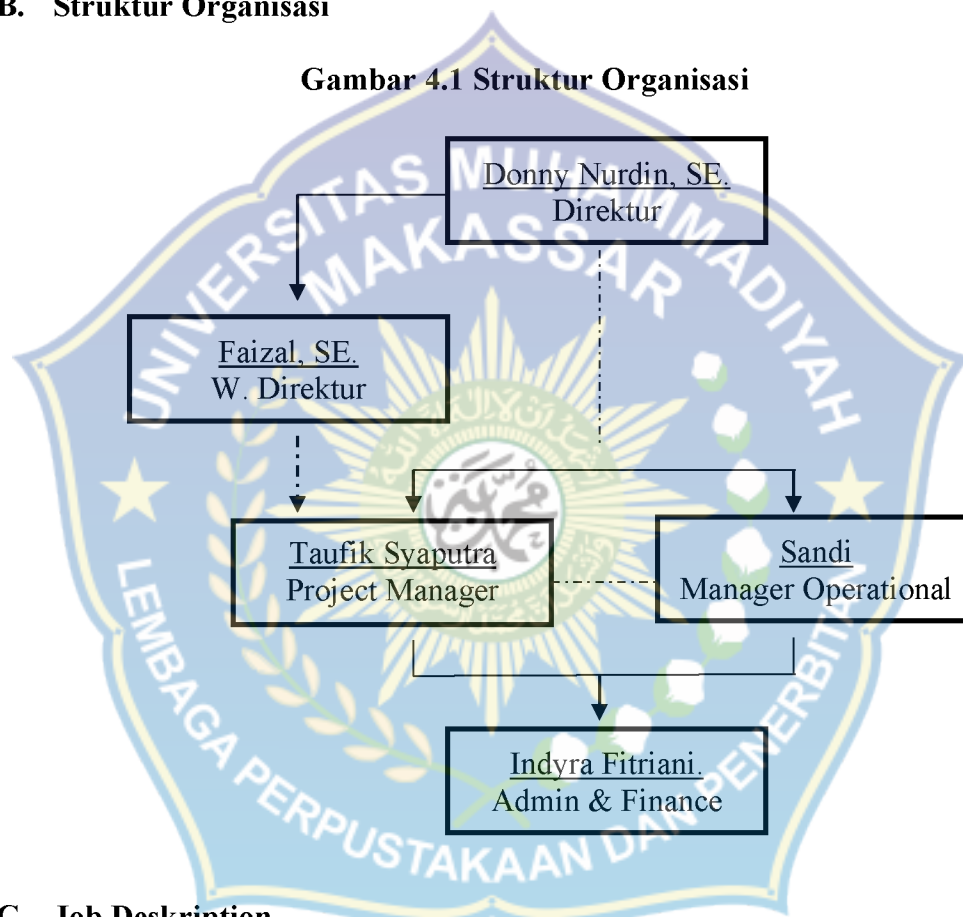 B. Struktur Organisasi
Gambar 4.1 Struktur Organisasi
Donny Nurdin, SE.
Direktur
Faizal, SE.
W. Direktur
Taufik Syaputra
Project Manager
Sandi
Manager Operational
Indyra Fitriani.
Admin & Finance
C. Job Deskription
UNIVERSITAS MUHAMMADIYAH
MAKASSAR
LEMBAGA PERPUSTAKAAN DAN PENERBITAN